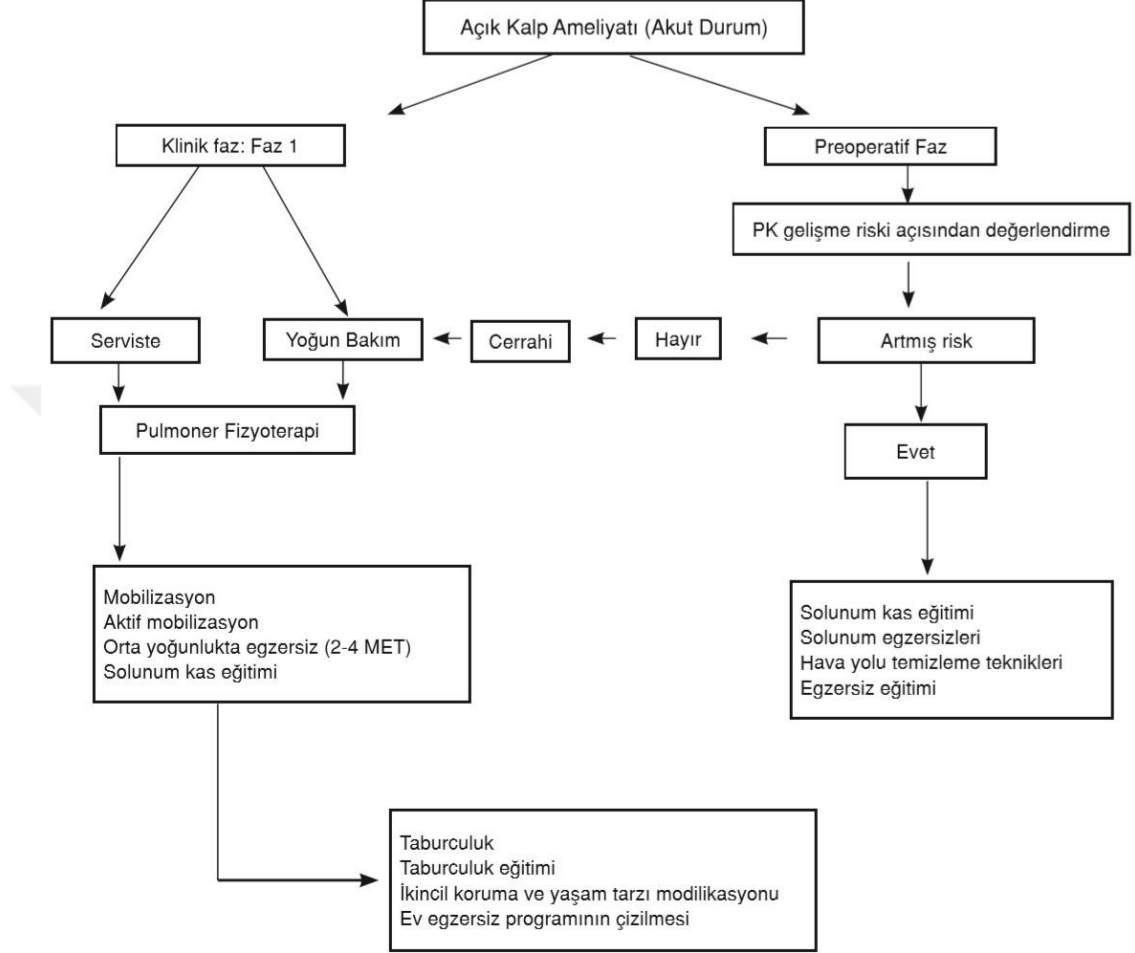 Açık Kalp Ameliyatı (Akut Durum)
Klinik faz: Faz 1
Preoperatif Faz
PK gelişme riski açısından değerlendirme
Serviste
Yoğun Bakım
Cerrahi
Hayır
Artmış risk
Pulmoner Fizyoterapi
Evet
Mobilizasyon
Aktif mobilizasyon
Orta yoğunlukta egzersiz (2-4 MET)
Solunum kas eğitimi
Solunum kas eğitimi
Solunum egzersizleri
Hava yolu temizleme teknikleri
Egzersiz eğitimi
Taburculuk
Taburculuk eğitimi
İkincil koruma ve yaşam tarzı modilikasyonu
Ev egzersiz programının çizilmesi